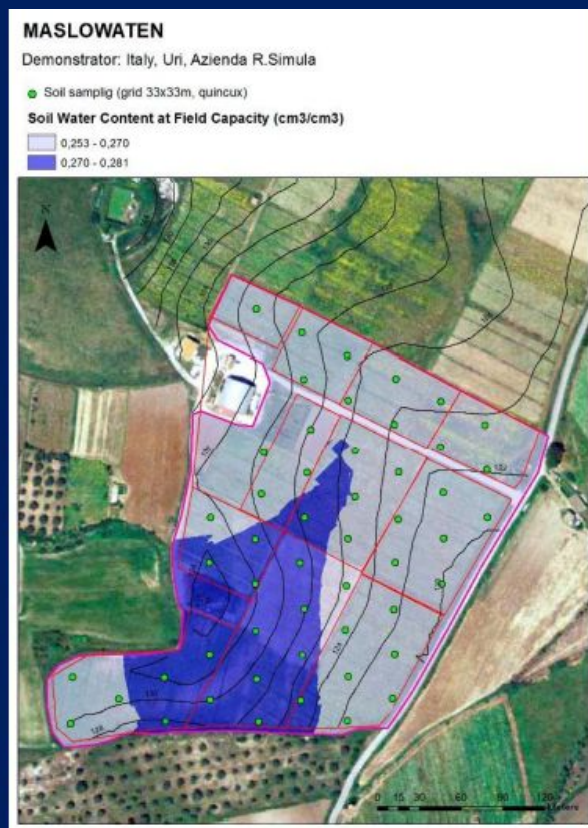 MASLOWATEN
Demonstrator: Italy, Uri, Azienda R.Simula
Soil samplig (grid 33x33m, quincux)
Soil Water Content at Field Capacity (cm3/cm3)
0,253 - 0,270
0,270 - 0,281
0 15 30 60 90 120